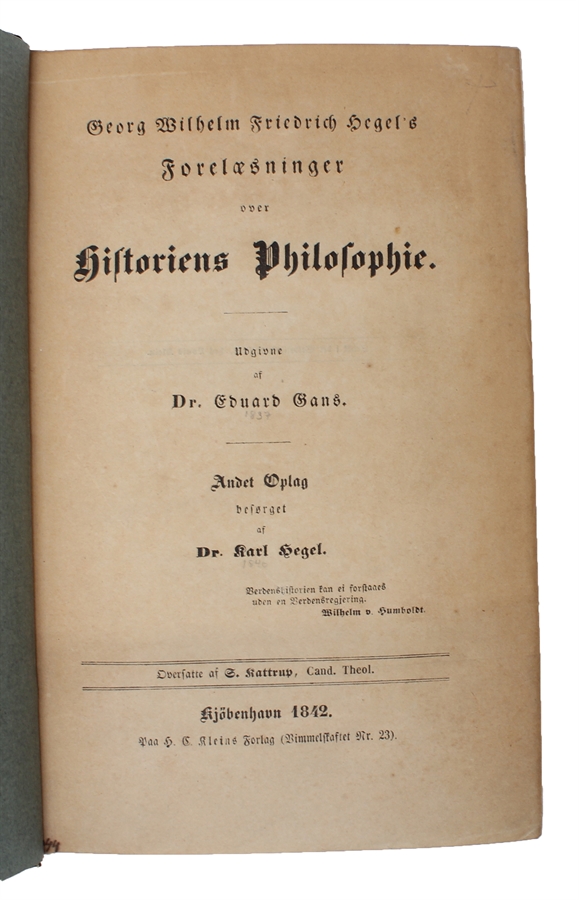 Georg Wilhelm Friedrich Hegel's
Forelæsninger
over
Hiſtoriens Philoſophie.
Udgivne
af
Dr. Eduard Gans.
1837
Andet Oplag
beſørget
af
Dr. Karl Hegel.
1840
Verdenshiſtorien kan ei forſtaaes
uden en Verdensregjering.
Wilhelm v. Humboldt.
Overſatte af S. Kattrup, Cand. Theol.
Kjöbenhavn 1842.
Paa H. C. Kleins Forlag (Vimmelſkaftet Nr. 23).